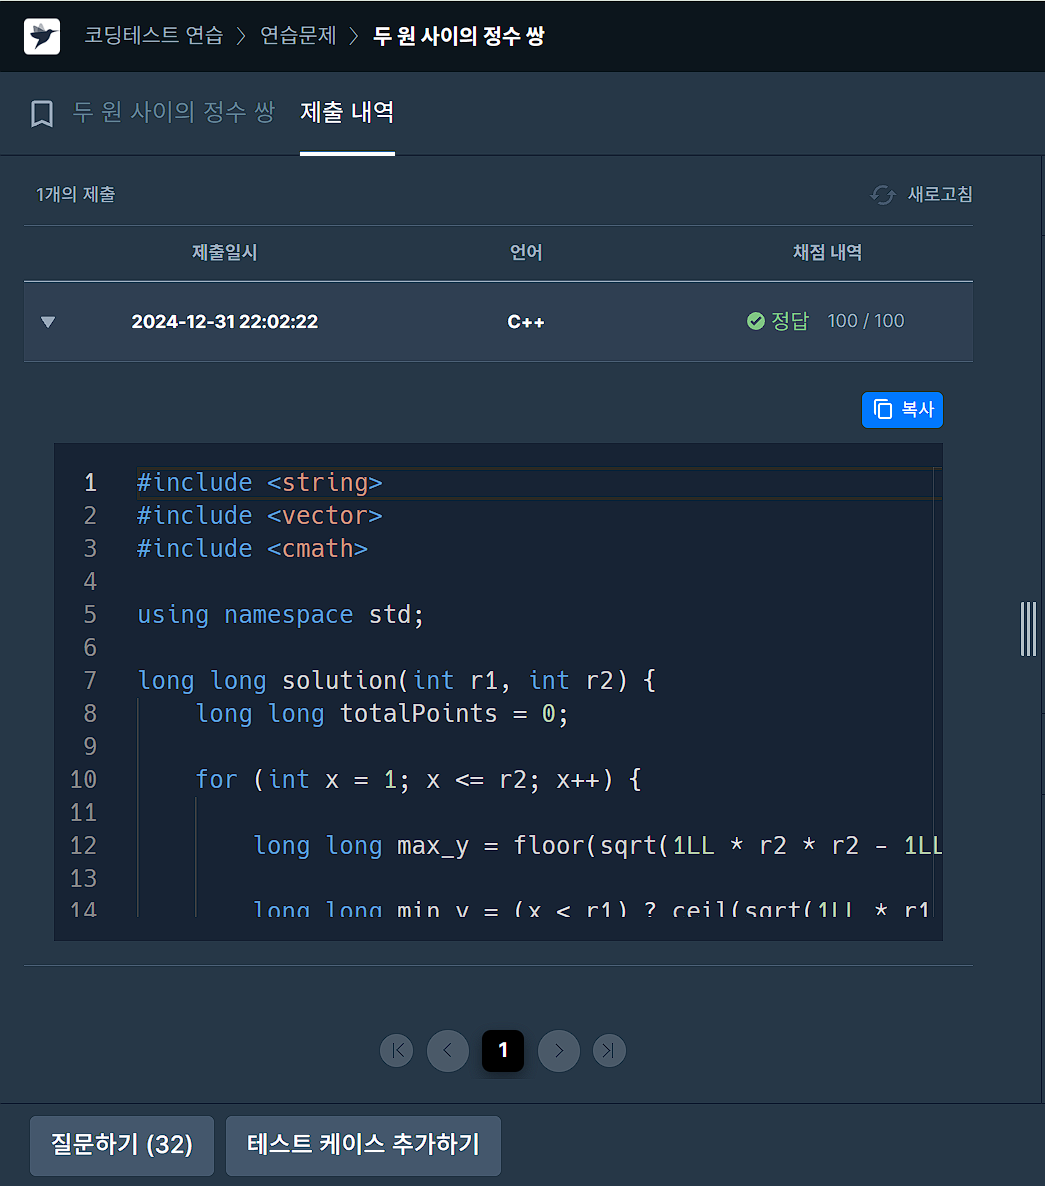 코딩테스트 연습 > 연습문제 > 두 원 사이의 정수 쌍
두 원 사이의 정수 쌍 제출 내역
1개의 제출 새로고침
제출일시 언어 채점 내역
2024-12-31 22:02:22 C++ 정답 100 / 100
복사
1 #include <string>
2 #include <vector>
3 #include <cmath>
4
5 using namespace std;
6
7 long long solution(int r1, int r2) {
8 long long totalPoints = 0;
9
10 for (int x = 1; x <= r2; x++) {
11
12 long long max_y = floor(sqrt(1LL * r2 * r2 - 1LL
13
14 long long min_y = (x < r1) ? ceil(sqrt(1LL * r1
1
질문하기 (32) 테스트 케이스 추가하기